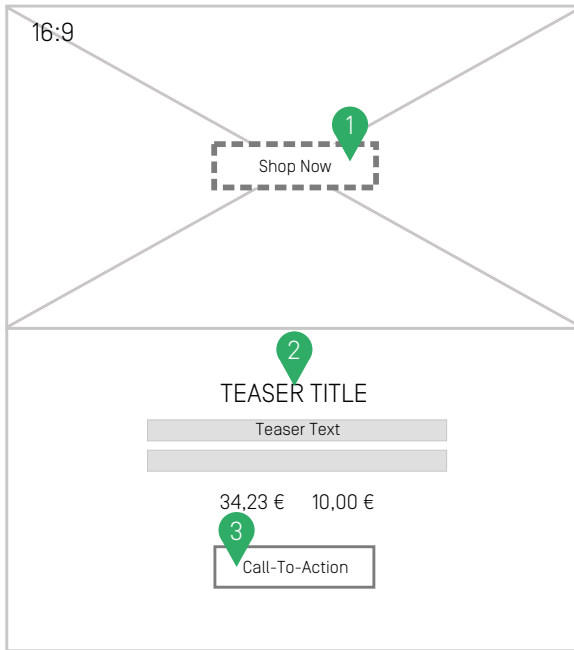 16:9
1
Shop Now
2
TEASER TITLE
Teaser Text
34,23 € 10,00 €
3
Call-To-Action